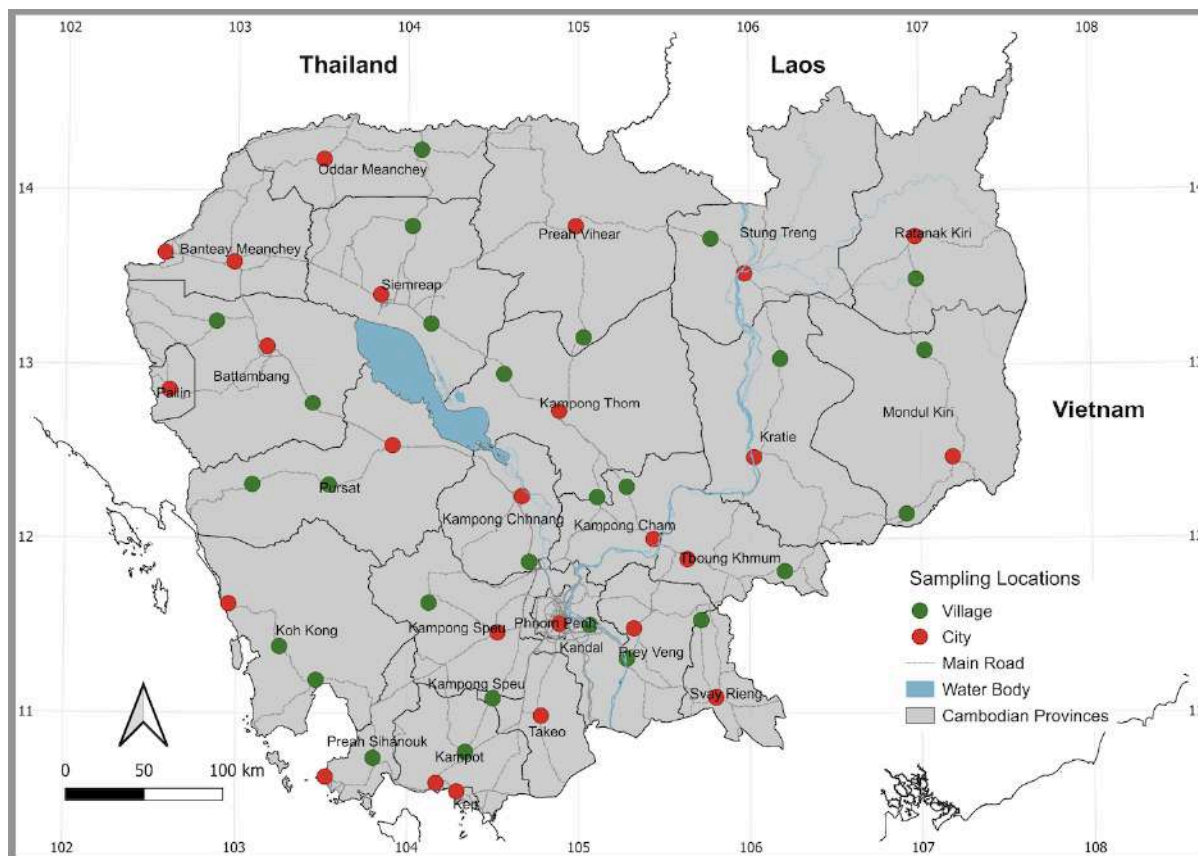 102 103 104 105 106 107 108
Thailand
Laos
Oddar Meanchey
14
Banteay Meanchey
Preah Vihear
Stung Treng
Ratanak Kiri
Siemreap
13
Battambang
Pailin
Kampong Thom
Mondul Kiri
Vietnam
Kratie
Pursat
Kampong Chhnang
Kampong Cham
12
Tboung Khmum
Sampling Locations
Village
City
Main Road
Water Body
Cambodian Provinces
Koh Kong
Kampong Speu
Phnom Penh
Kandal
Prey Veng
Kampong Speu
Svay Rieng
11
Takeo
Preah Sihanouk
Kampot
Kep
0 50 100 km
102 103 104 105 106 107 108